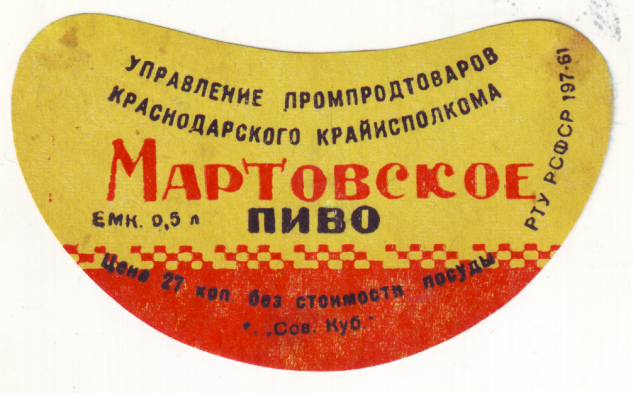 УПРАВЛЕНИЕ ПРОМПРОДТОВАРОВ
КРАСНОДАРСКОГО КРАЙИСПОЛКОМА
МАРТОВСКОЕ
ЕМК. 0,5 л
ПИВО
РТУ РСФСР 197-61
Цена 27 коп без стоимости посуды
„Сов. Куб."